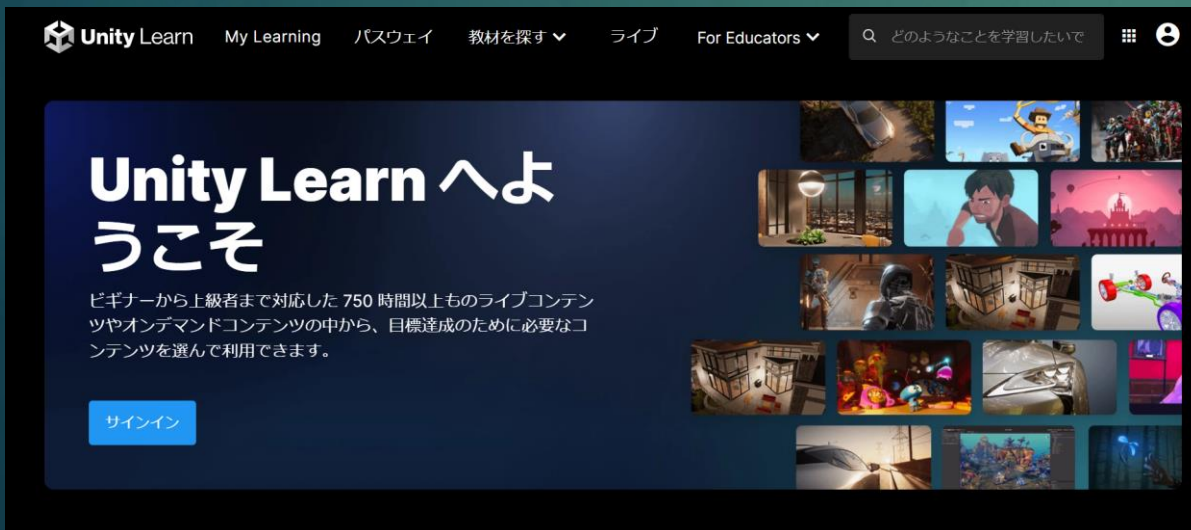 Unity Learn My Learning パスウェイ 教材を探す ライブ For Educators どのようなことを学習したいで
Unity Learn へよ
うこそ
ビギナーから上級者まで対応した 750 時間以上ものライブコンテン
ツやオンデマンドコンテンツの中から、目標達成のために必要なコ
ンテンツを選んで利用できます。
サインイン